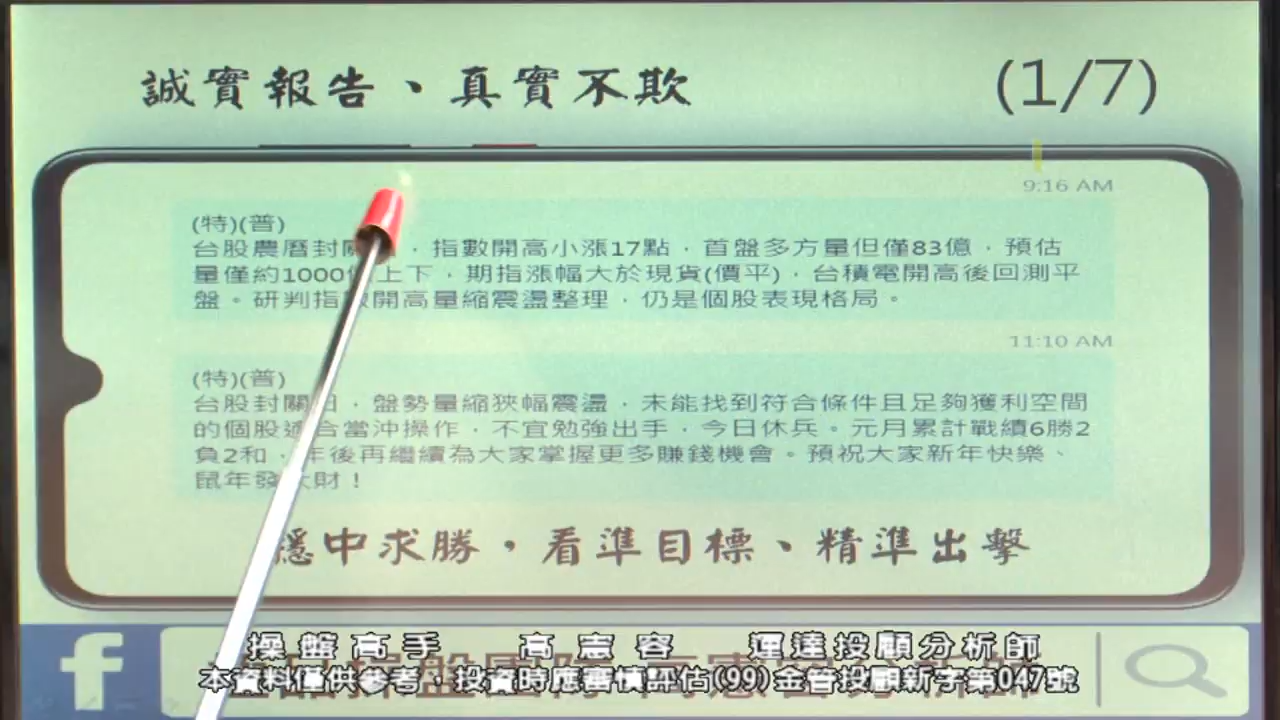 誠實報告、真實不欺
(1/7)
9:16 AM
(特)(普)
台股農曆封關，指數開高小漲17點，首盤多方量但僅83億，預估
量僅約1000 上下，期指漲幅大於現貨(價平)，台積電開高後回測平
盤。研判指數開高量縮震盪整理，仍是個股表現格局。
11:10 AM
(特)(普)
台股封關日，盤勢量縮狹幅震盪，未能找到符合條件且足夠獲利空間
的個股適合當沖操作，不宜勉強出手，今日休兵。元月累計戰績6勝2
負2和，年後再繼續為大家掌握更多賺錢機會。預祝大家新年快樂、
鼠年發大財！
穩中求勝，看準目標、精準出擊
f
操盤高手 高憲容 運達投顧分析師
本資料僅供參考，投資時應審慎評估(99)金管投顧新字第047號